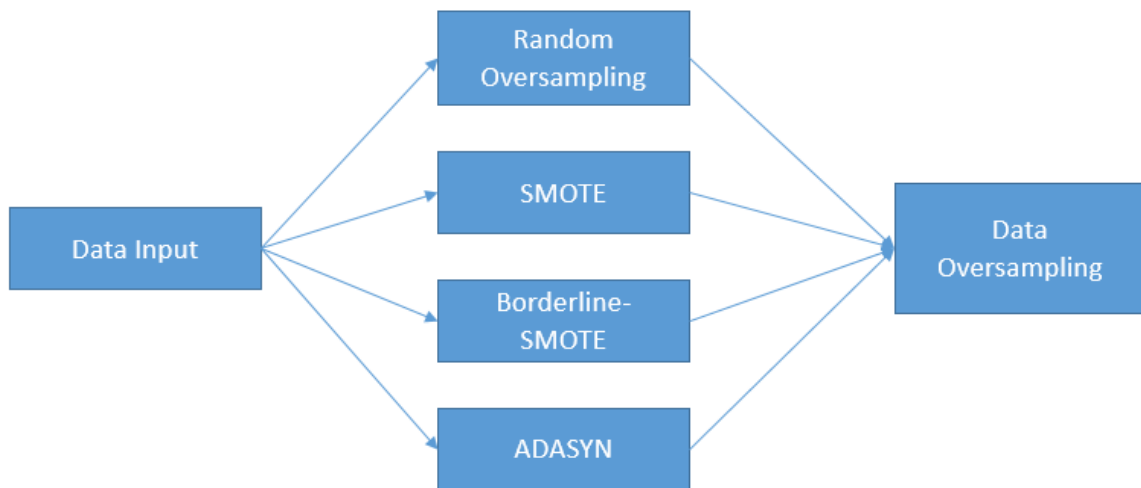 Random
Oversampling
SMOTE
Data Input
Data
Oversampling
Borderline-
SMOTE
ADASYN